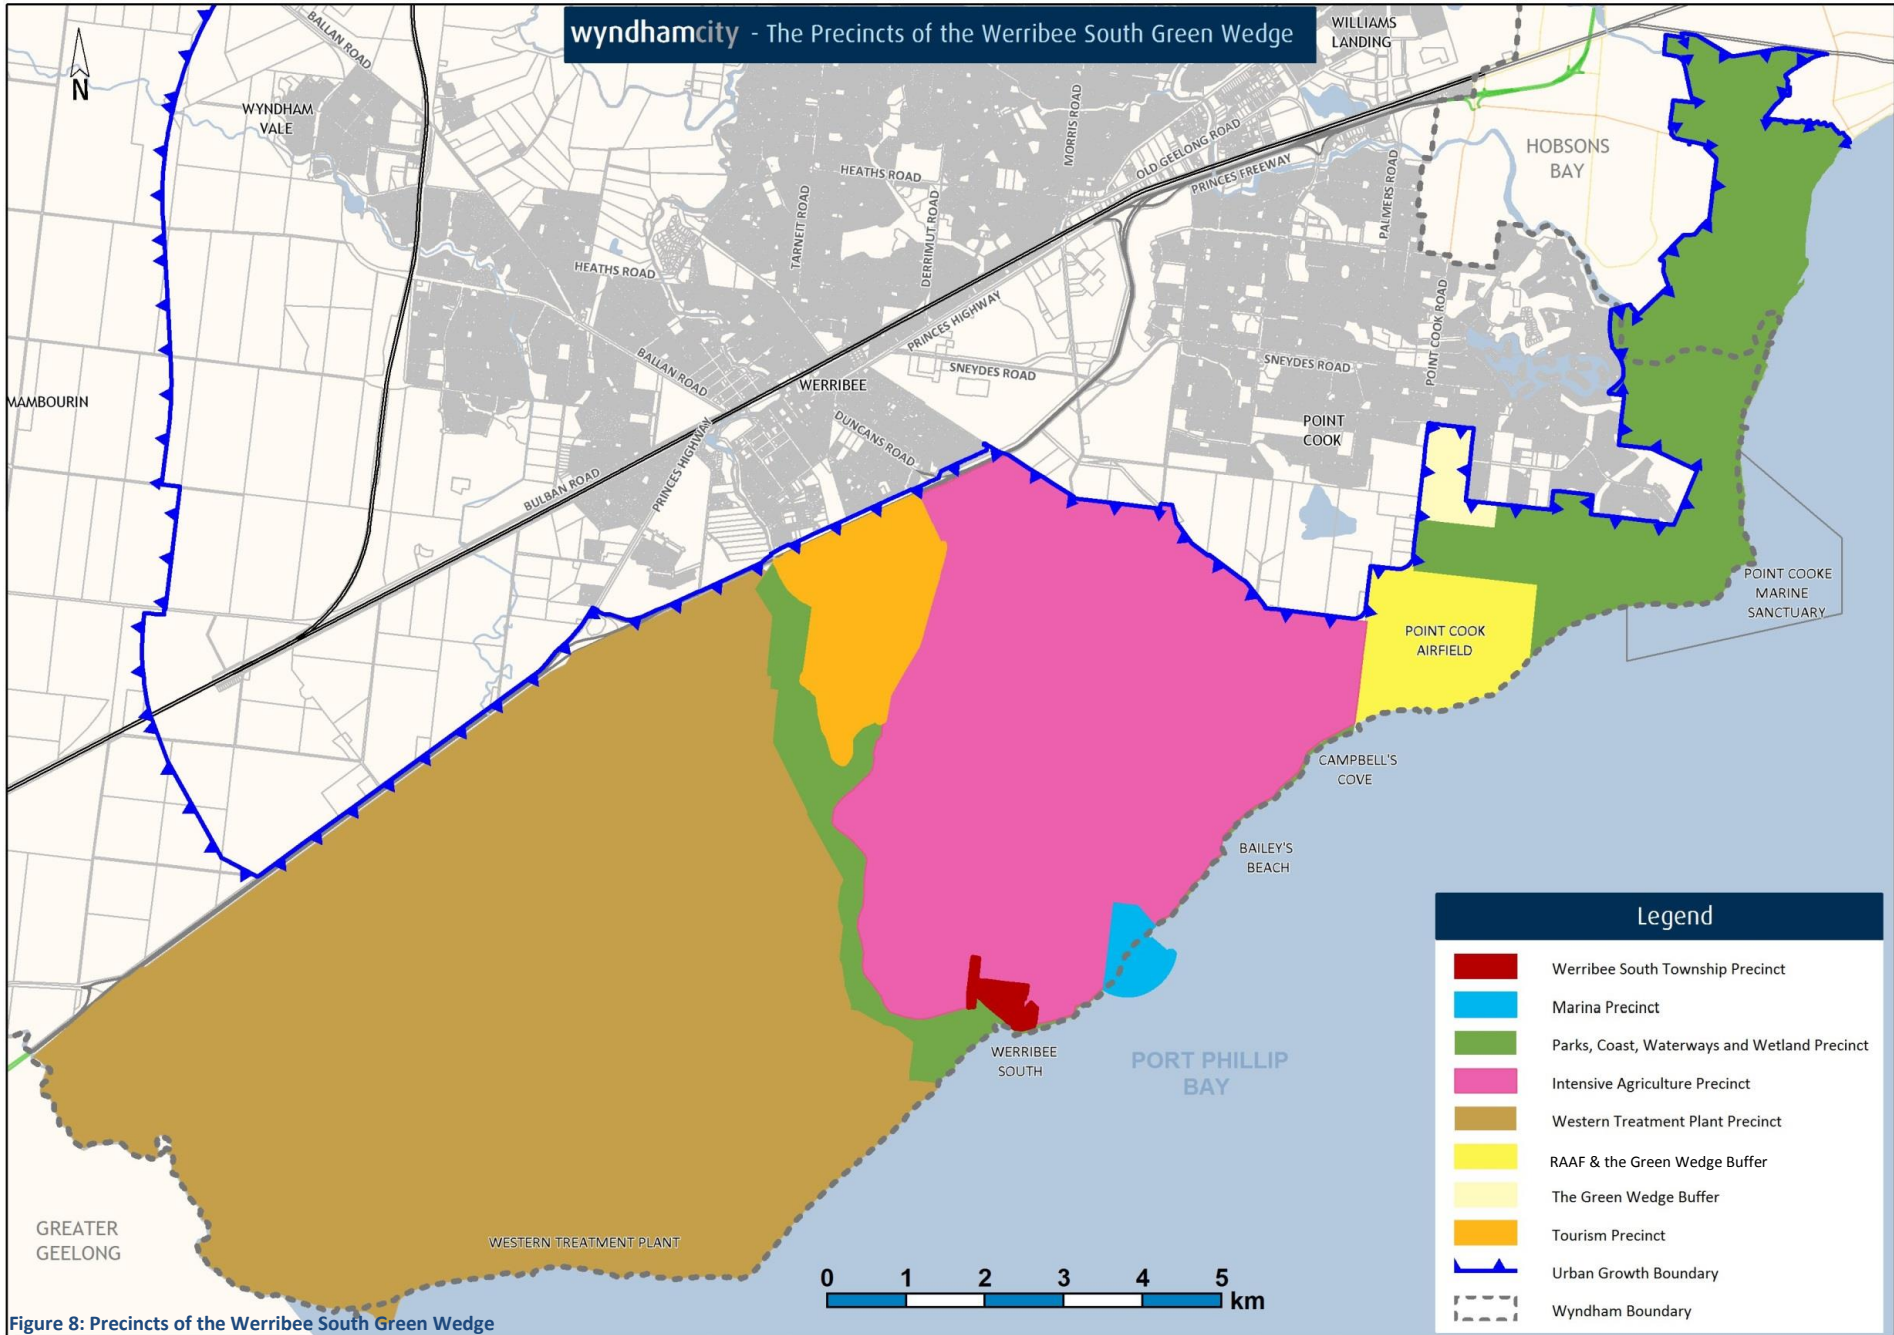 wyndhamcity - The Precincts of the Werribee South Green Wedge
N
BALLAN ROAD
WILLIAMS
LANDING
WYNDHAM
VALE
MORRIS ROAD
OLD GEELONG ROAD
HOBSONS
BAY
HEATHS ROAD
PRINCES FREEWAY
PALMERS ROAD
TARNEIT ROAD
DERRIMUT ROAD
HEATHS ROAD
PRINCES HIGHWAY
POINT COOK ROAD
BALLAN ROAD
SNEYDES ROAD
SNEYDES ROAD
WERRIBEE
MAMBOURIN
DUNCANS ROAD
POINT
COOK
PRINCES HIGHWAY
BULBAN ROAD
POINT COOKE
MARINE
SANCTUARY
POINT COOK
AIRFIELD
CAMPBELL'S
COVE
BAILEY'S
BEACH
WERRIBEE
SOUTH
PORT PHILLIP
BAY
GREATER
GEELONG
WESTERN TREATMENT PLANT
0 1 2 3 4 5
km
Legend
Werribee South Township Precinct
Marina Precinct
Parks, Coast, Waterways and Wetland Precinct
Intensive Agriculture Precinct
Western Treatment Plant Precinct
RAAF & the Green Wedge Buffer
The Green Wedge Buffer
Tourism Precinct
Urban Growth Boundary
Wyndham Boundary
Figure 8: Precincts of the Werribee South Green Wedge